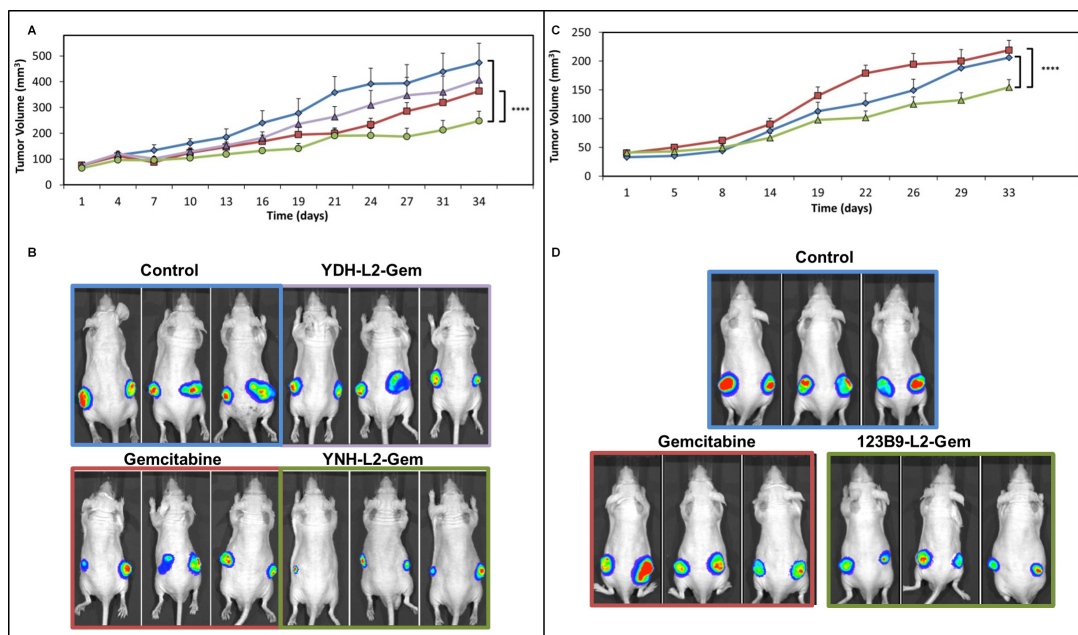 A
Tumor Volume (mm3)
500
400
300
200
100
0
1 4 7 10 13 16 19 21 24 27 31 34
Time (days)
****
B
Control YDH-L2-Gem
Gemcitabine YNH-L2-Gem
C
Tumor Volume (mm3)
250
200
150
100
50
0
1 5 8 14 19 22 26 29 33
Time (days)
****
D
Control
Gemcitabine 123B9-L2-Gem